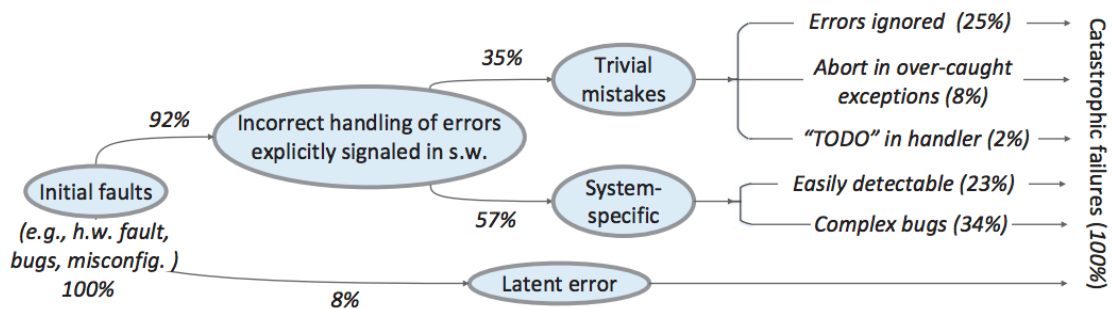 Errors ignored (25%)
35%
Trivial
mistakes
Abort in over-caught
exceptions (8%)
92%
Incorrect handling of errors
explicitly signaled in s.w.
“TODO” in handler (2%)
Initial faults
System-
specific
Easily detectable (23%)
57%
Complex bugs (34%)
(e.g., h.w. fault,
bugs, misconfig. )
100%
8%
Latent error
Catastrophic failures (100%)